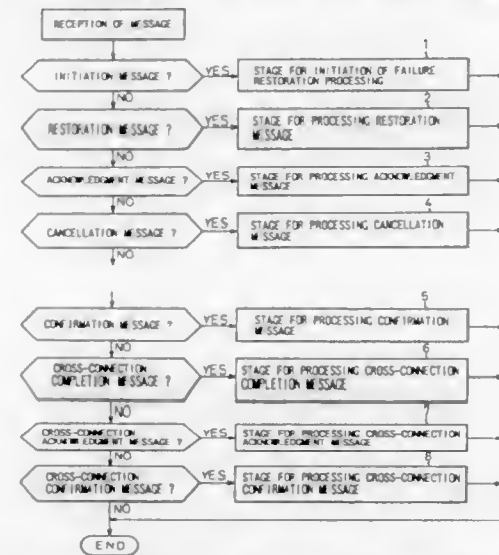 RECEPTION OF MESSAGE
1
INITIATION MESSAGE ?
YES
STAGE FOR INITIATION OF FAILURE
RESTORATION PROCESSING
NO
2
RESTORATION MESSAGE ?
YES
STAGE FOR PROCESSING RESTORATION
MESSAGE
NO
3
ACKNOWLEDGMENT MESSAGE ?
YES
STAGE FOR PROCESSING ACKNOWLEDGMENT
MESSAGE
NO
4
CANCELLATION MESSAGE ?
YES
STAGE FOR PROCESSING CANCELLATION
MESSAGE
NO
5
CONFIRMATION MESSAGE ?
YES
STAGE FOR PROCESSING CONFIRMATION
MESSAGE
NO
6
CROSS-CONNECTION
COMPLETION MESSAGE ?
YES
STAGE FOR PROCESSING CROSS-CONNECTION
COMPLETION MESSAGE
NO
7
CROSS-CONNECTION
ACKNOWLEDGMENT MESSAGE ?
YES
STAGE FOR PROCESSING CROSS-CONNECTION
ACKNOWLEDGMENT MESSAGE
NO
8
CROSS-CONNECTION
CONFIRMATION MESSAGE ?
YES
STAGE FOR PROCESSING CROSS-CONNECTION
CONFIRMATION MESSAGE
NO
END